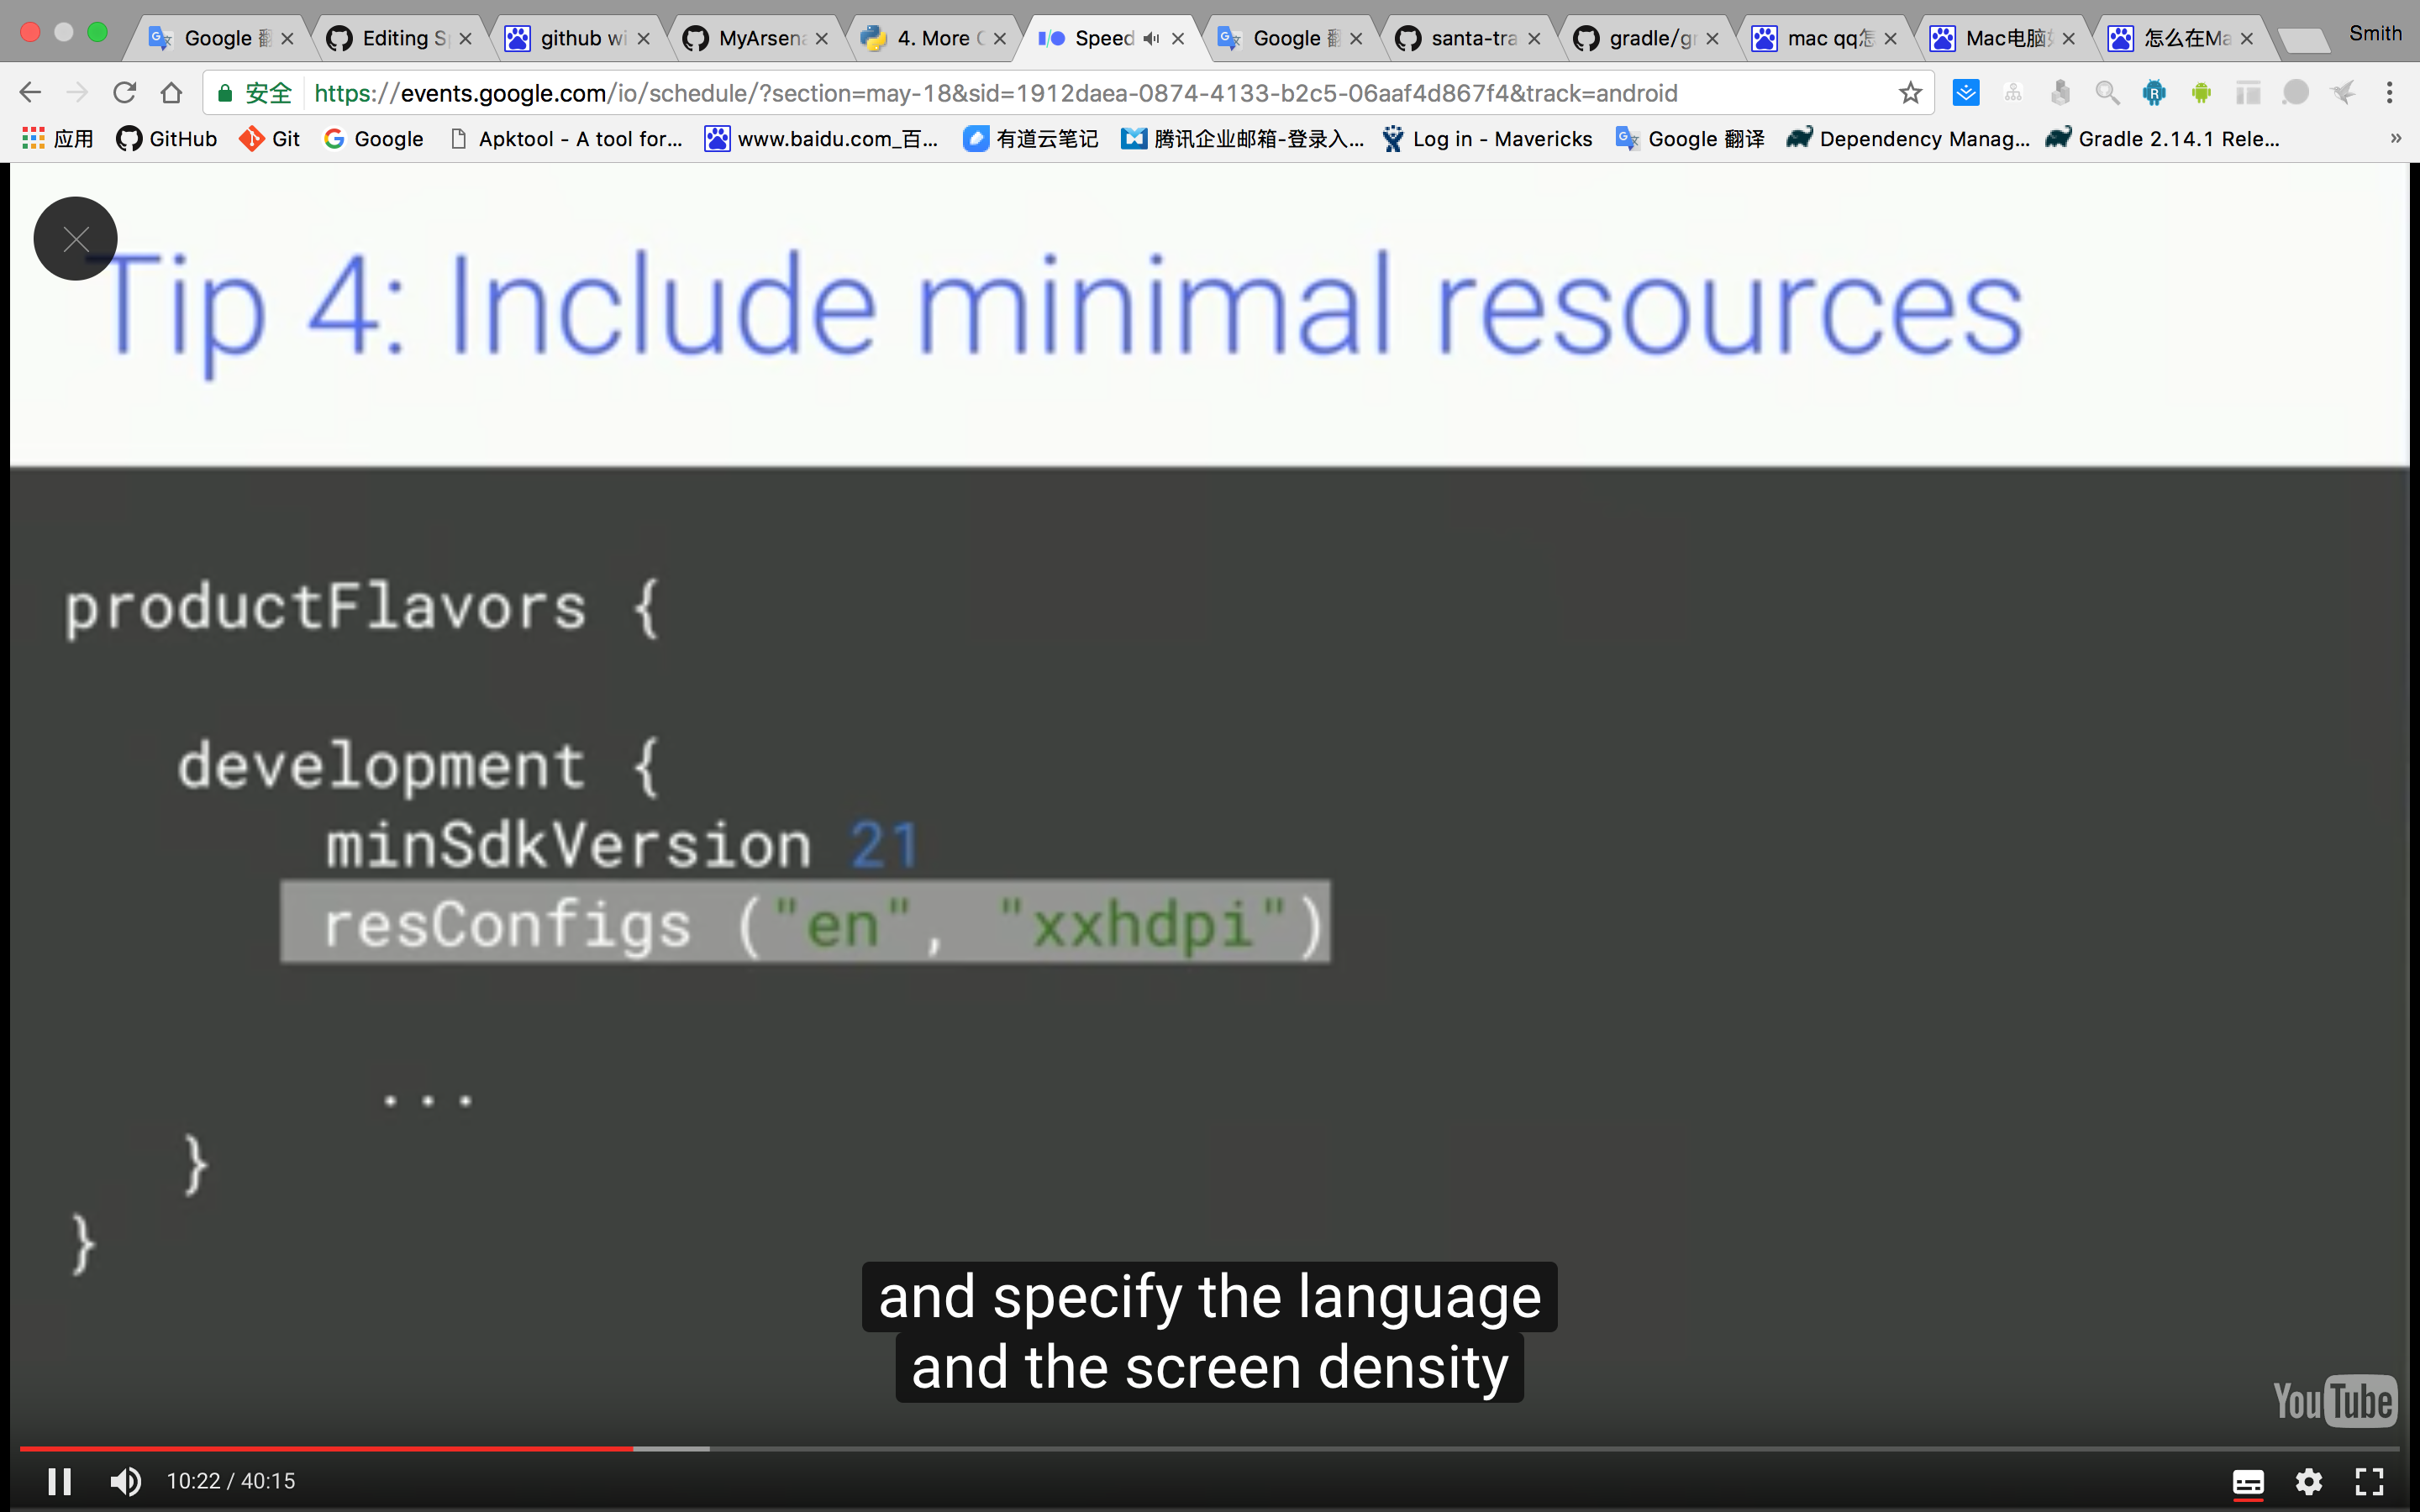 Google 翻
Editing S
github wi
MyArsen
4. More
Speed
Google 翻
santa-tra
gradle/g
mac qq怎
Mac电脑
怎么在Ma
Smith
安全
https://events.google.com/io/schedule/?section=may-18&sid=1912daea-0874-4133-b2c5-06aaf4d867f4&track=android
应用
GitHub
Git
Google
Apktool - A tool for...
www.baidu.com_百...
有道云笔记
腾讯企业邮箱-登录入...
Log in - Mavericks
Google 翻译
Dependency Manag...
Gradle 2.14.1 Rele...
»
Tip 4: Include minimal resources
productFlavors {
development {
minSdkVersion 21
resConfigs ("en", "xxhdpi")
...
}
}
and specify the language
and the screen density
YouTube
10:22 / 40:15